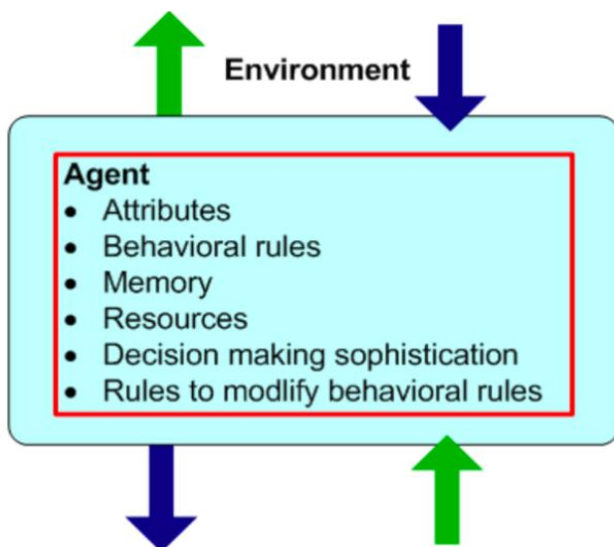 Environment
Agent
• Attributes
• Behavioral rules
• Memory
• Resources
• Decision making sophistication
• Rules to modlify behavioral rules